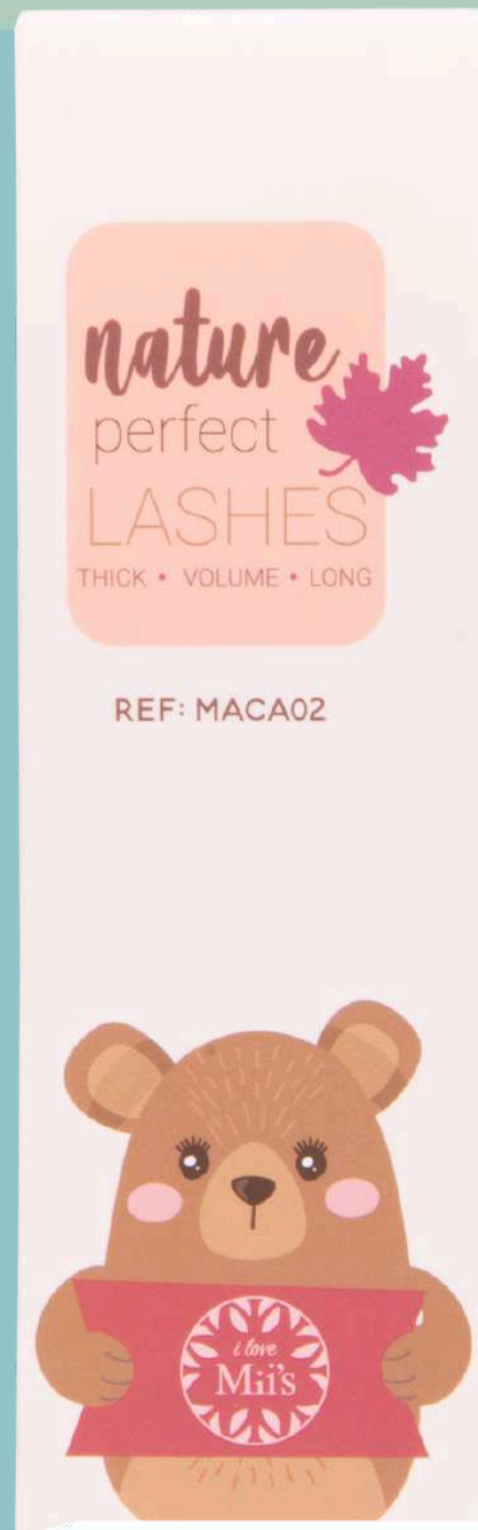 nature
perfect
LASHES
THICK • VOLUME • LONG
REF: MACA02
i love
Mii's